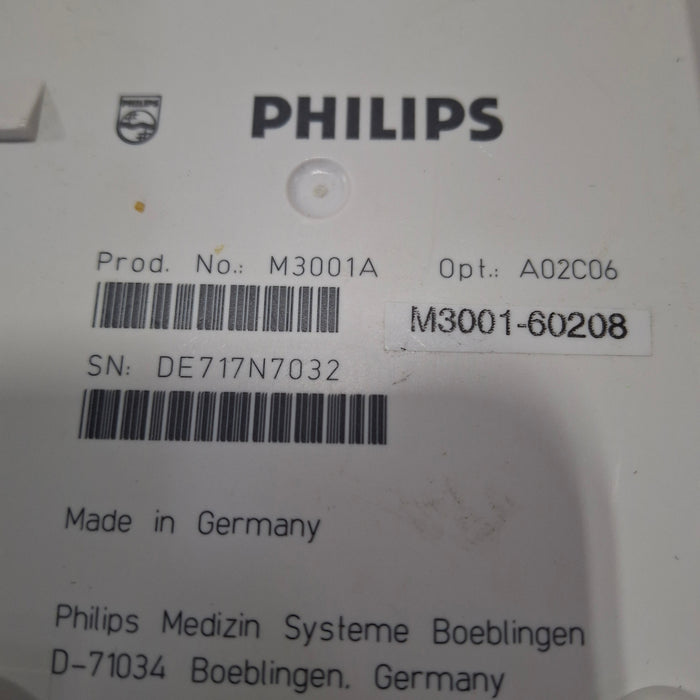 PHILIPS
PHILIPS
Prod. No.: M3001A Opt.: A02C06
M3001-60208
SN: DE717N7032
Made in Germany
Philips Medizin Systeme Boeblingen
D-71034 Boeblingen. Germany